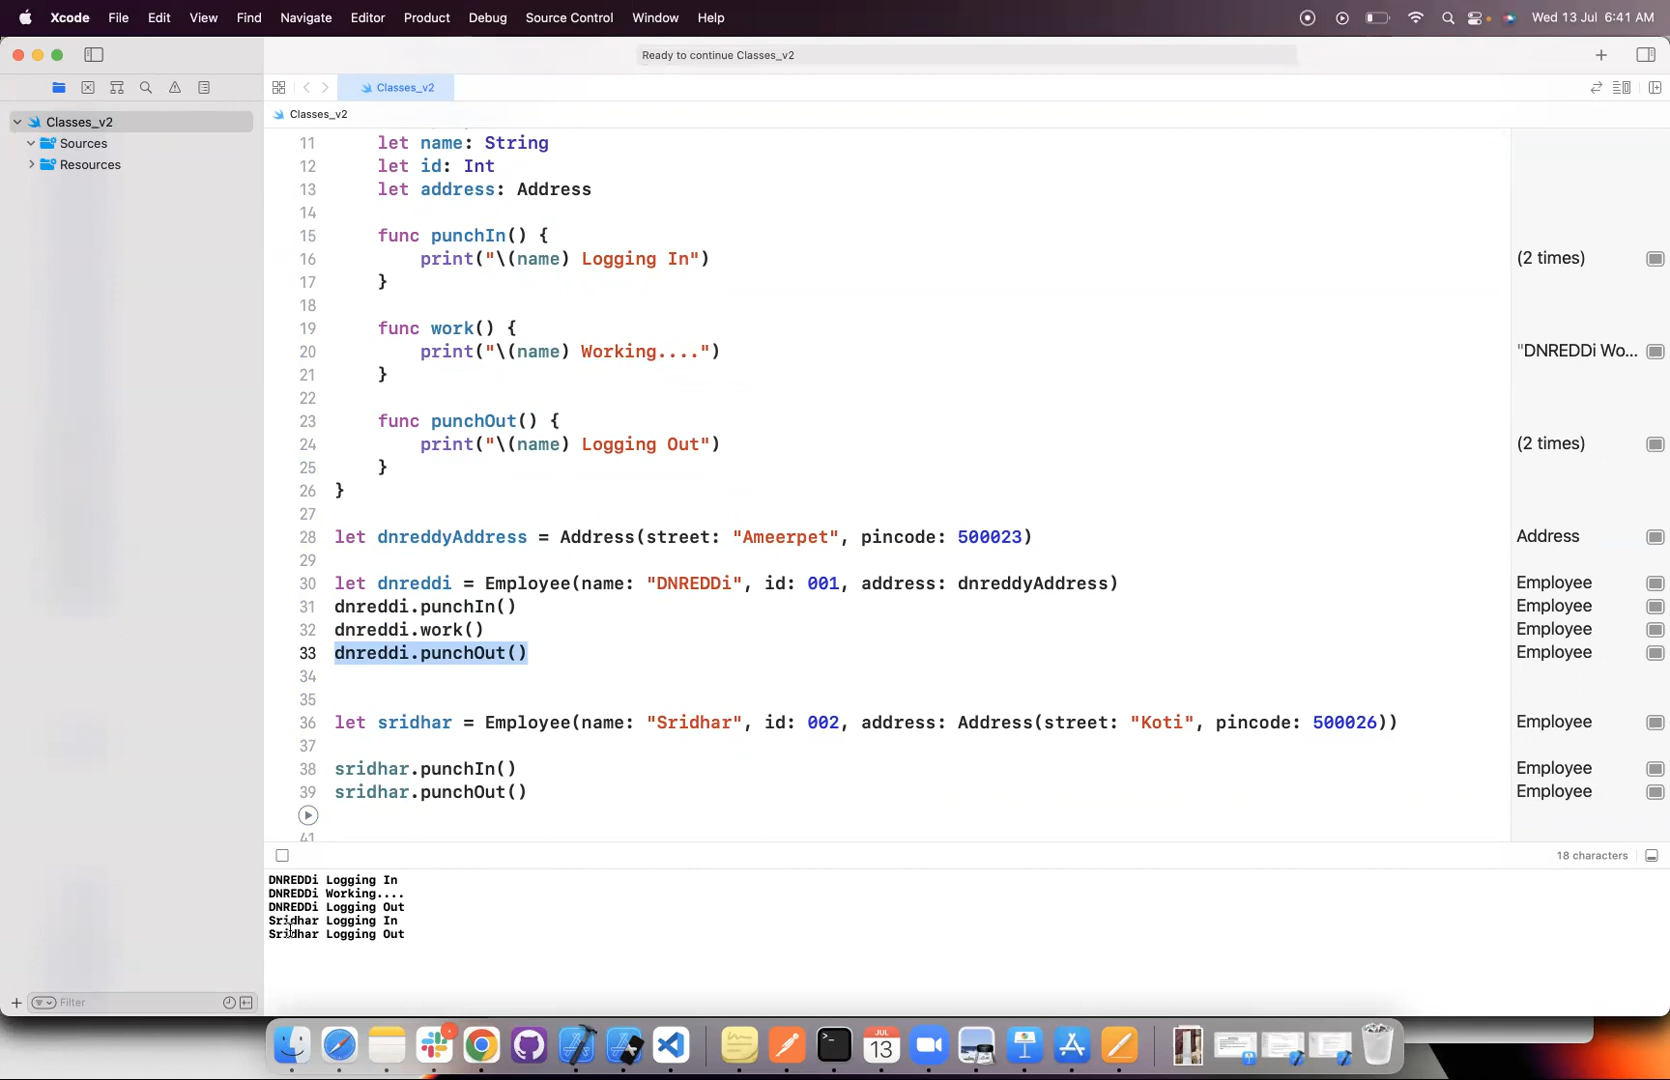 Xcode File Edit View Find Navigate Editor Product Debug Source Control Window Help Wed 13 Jul 6:41 AM
Ready to continue Classes_v2
Classes_v2
Classes_v2
Classes_v2
Sources
Resources
11 let name: String
12 let id: Int
13 let address: Address
14
15 func punchIn() {
16 print("\(name) Logging In") (2 times)
17 }
18
19 func work() {
20 print("\(name) Working....") "DNREDDi Wo...
21 }
22
23 func punchOut() {
24 print("\(name) Logging Out") (2 times)
25 }
26 }
27
28 let dnreddyAddress = Address(street: "Ameerpet", pincode: 500023) Address
29
30 let dnreddi = Employee(name: "DNREDDi", id: 001, address: dnreddyAddress) Employee
31 dnreddi.punchIn() Employee
32 dnreddi.work() Employee
33 dnreddi.punchOut() Employee
34
35
36 let sridhar = Employee(name: "Sridhar", id: 002, address: Address(street: "Koti", pincode: 500026)) Employee
37
38 sridhar.punchIn() Employee
39 sridhar.punchOut() Employee
41
18 characters
DNREDDi Logging In
DNREDDi Working....
DNREDDi Logging Out
Sridhar Logging In
Sridhar Logging Out
Filter
JUL
13